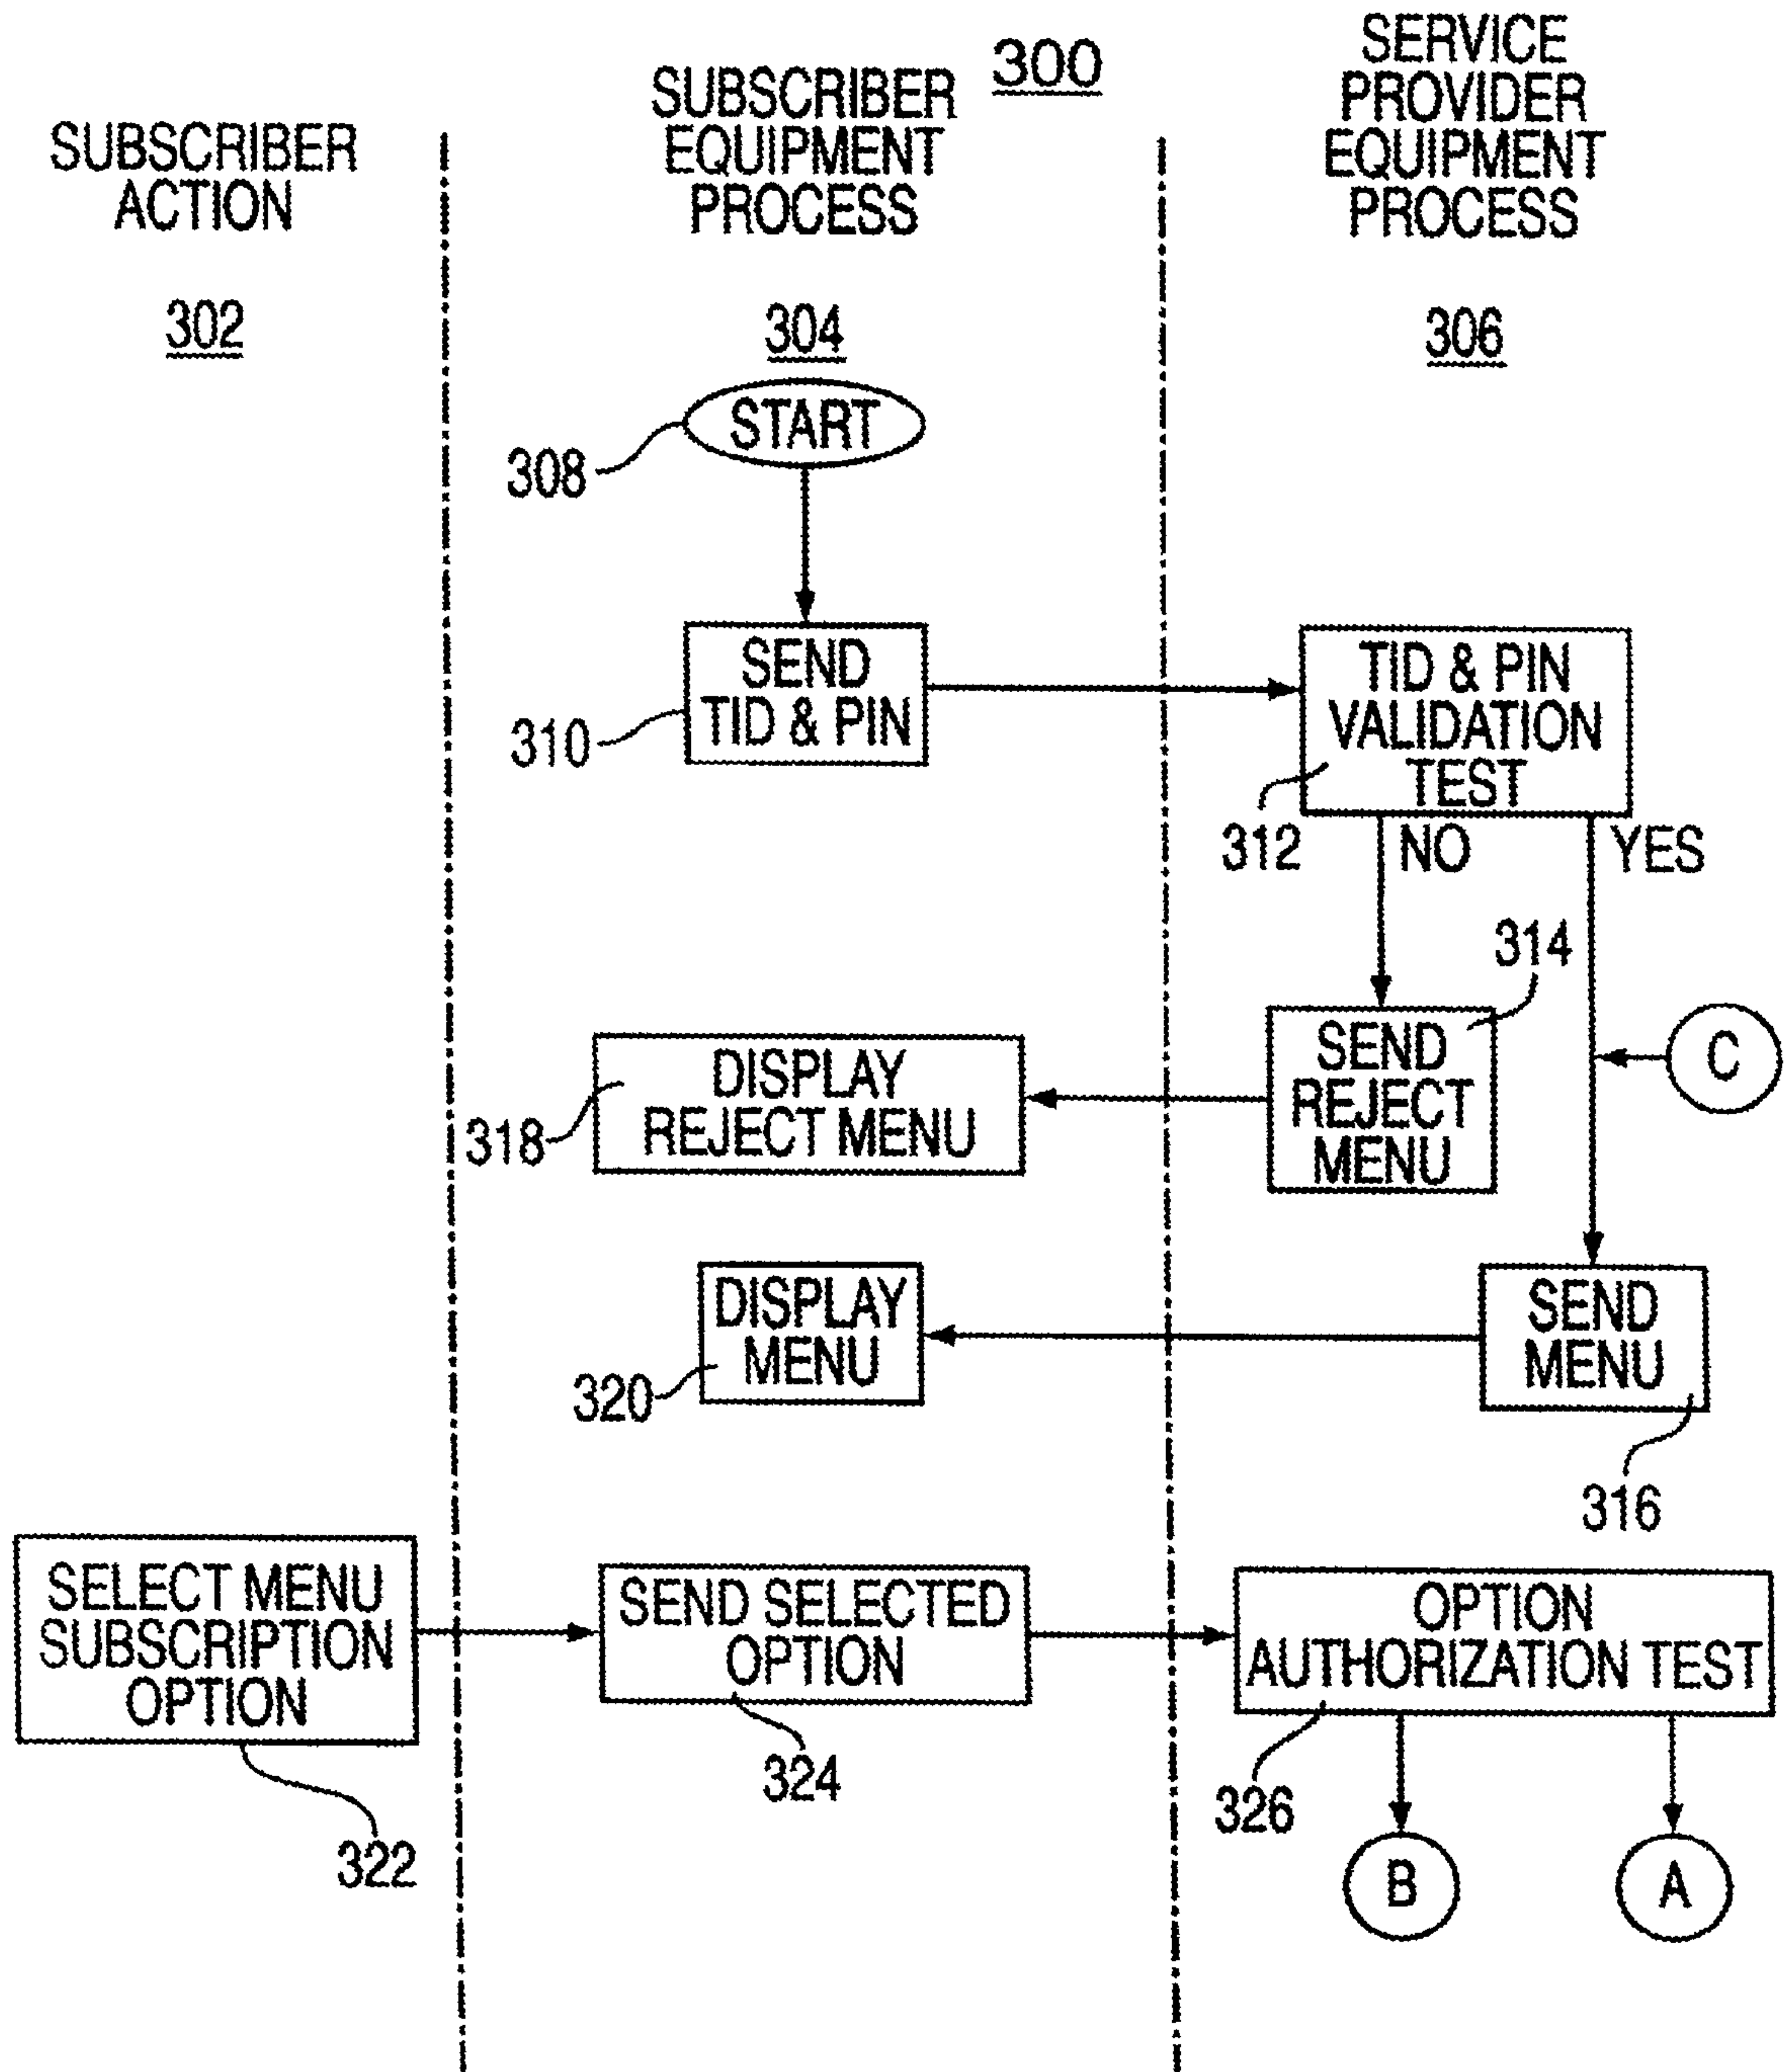 300
SUBSCRIBER
ACTION
302
SUBSCRIBER
EQUIPMENT
PROCESS
304
SERVICE
PROVIDER
EQUIPMENT
PROCESS
306
START
308
SEND
TID & PIN
310
TID & PIN
VALIDATION
TEST
312
NO
YES
314
SEND
REJECT
MENU
C
DISPLAY
REJECT MENU
318
DISPLAY
MENU
320
SEND
MENU
316
SELECT MENU
SUBSCRIPTION
OPTION
322
SEND SELECTED
OPTION
324
OPTION
AUTHORIZATION TEST
326
B
A